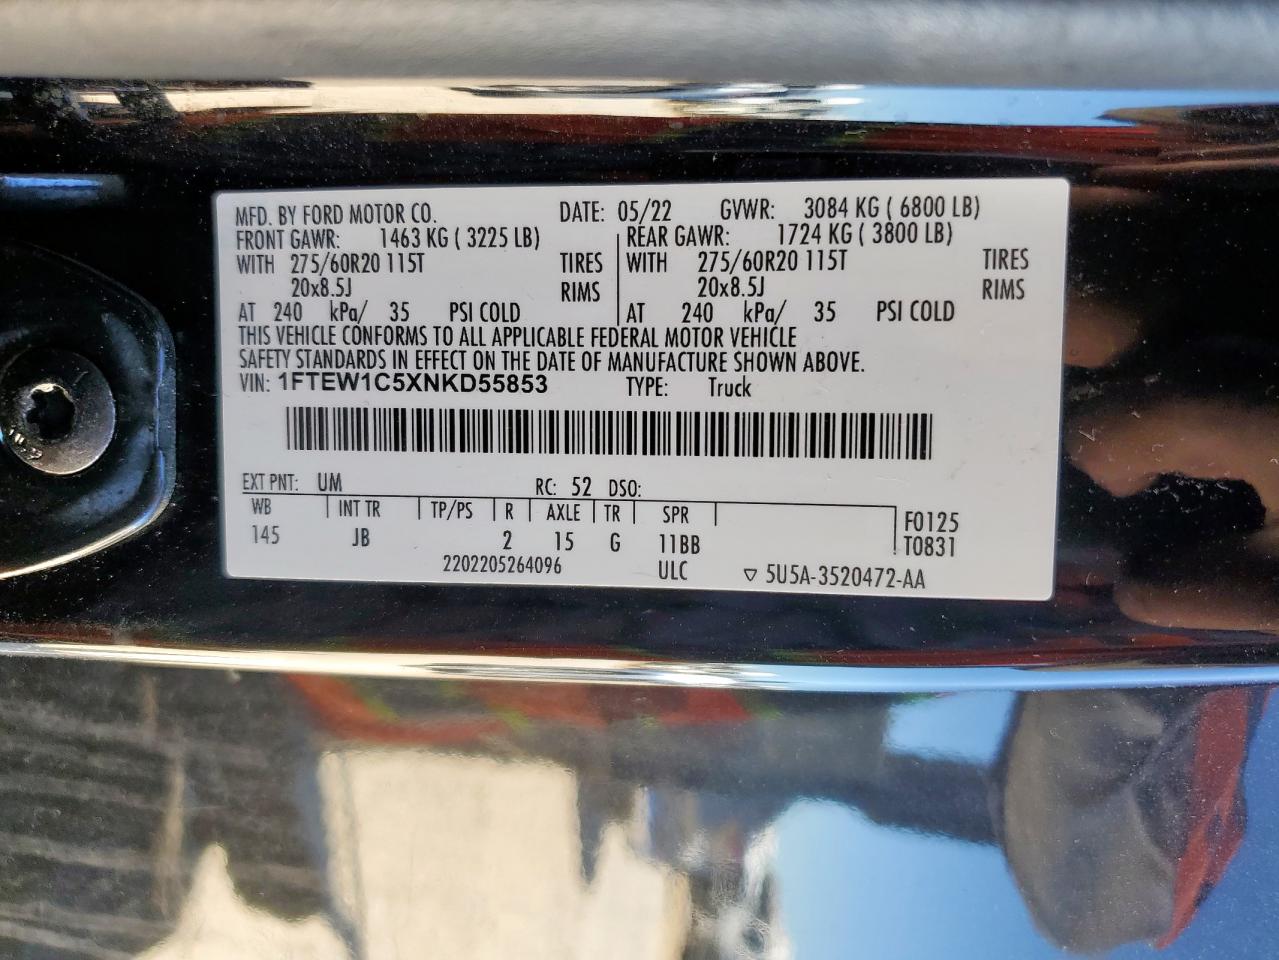 MFD. BY FORD MOTOR CO. DATE: 05/22 GVWR: 3084 KG ( 6800 LB)
FRONT GAWR: 1463 KG ( 3225 LB) REAR GAWR: 1724 KG ( 3800 LB)
WITH 275/60R20 115T TIRES WITH 275/60R20 115T TIRES
20x8.5J RIMS 20x8.5J RIMS
AT 240 kPa/ 35 PSI COLD AT 240 kPa/ 35 PSI COLD
THIS VEHICLE CONFORMS TO ALL APPLICABLE FEDERAL MOTOR VEHICLE
SAFETY STANDARDS IN EFFECT ON THE DATE OF MANUFACTURE SHOWN ABOVE.
VIN: 1FTEW1C5XNKD55853 TYPE: Truck
EXT PNT: UM RC: 52 DSO:
WB INT TR TP/PS R AXLE TR SPR F0125
145 JB 2 15 G 11BB T0831
2202205264096 ULC ▽ 5U5A-3520472-AA